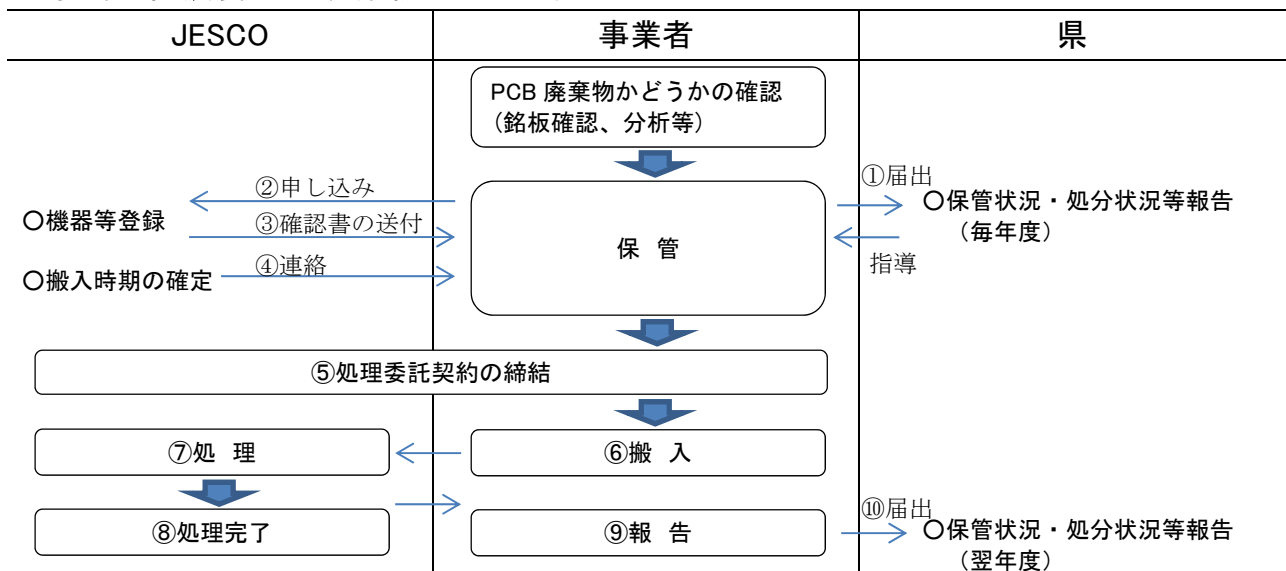 JESCO
事業者
県
PCB 廃棄物かどうかの確認
（銘板確認、分析等）
②申し込み
〇機器等登録
③確認書の送付
〇搬入時期の確定
④連絡
保 管
①届出
〇保管状況・処分状況等報告
（毎年度）
指導
⑤処理委託契約の締結
⑦処 理
⑥搬 入
⑧処理完了
⑨報 告
⑩届出
〇保管状況・処分状況等報告
（翌年度）